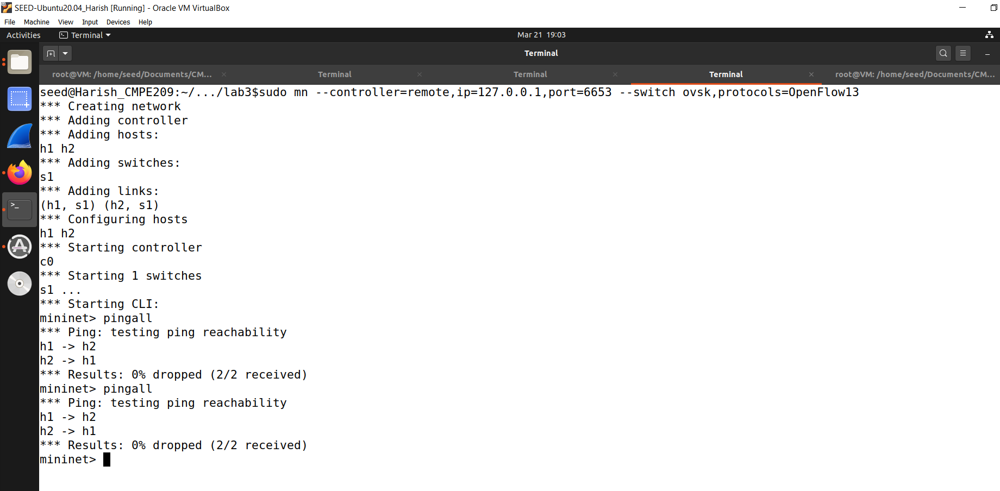 SEED-Ubuntu20.04_Harish [Running] - Oracle VM VirtualBox
File Machine View Input Devices Help
Activities Terminal Mar 21 19:03
Terminal
root@VM: /home/seed/Documents/CM... Terminal Terminal Terminal root@VM: /home/seed/Documents/CM...
seed@Harish_CMPE209:~/.../lab3$sudo mn --controller=remote,ip=127.0.0.1,port=6653 --switch ovsk,protocols=OpenFlow13
*** Creating network
*** Adding controller
*** Adding hosts:
h1 h2
*** Adding switches:
s1
*** Adding links:
(h1, s1) (h2, s1)
*** Configuring hosts
h1 h2
*** Starting controller
c0
*** Starting 1 switches
s1 ...
*** Starting CLI:
mininet> pingall
*** Ping: testing ping reachability
h1 -> h2
h2 -> h1
*** Results: 0% dropped (2/2 received)
mininet> pingall
*** Ping: testing ping reachability
h1 -> h2
h2 -> h1
*** Results: 0% dropped (2/2 received)
mininet>